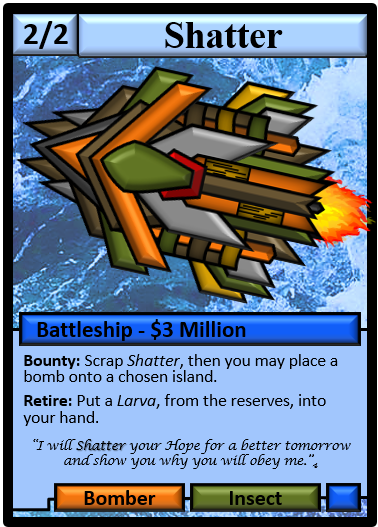 2/2 Shatter
Battleship - $3 Million
Bounty: Scrap Shatter, then you may place a
bomb onto a chosen island.
Retire: Put a Larva, from the reserves, into
your hand.
“I will Shatter your Hope for a better tomorrow
and show you why you will obey me.”
Bomber Insect